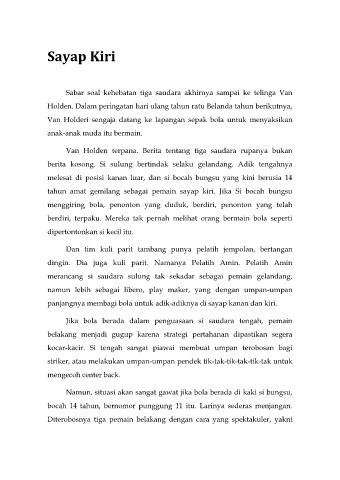 Sayap Kiri
Sabar soal kehebatan tiga saudara akhirnya sampai ke telinga Van
Holden. Dalam peringatan hari ulang tahun ratu Belanda tahun berikutnya,
Van Holderi sengaja datang ke lapangan sepak bola untuk menyaksikan
anak-anak muda itu bermain.
Van Holden terpana. Berita tentang tiga saudara rupanya bukan
berita kosong. Si sulung bertindak selaku gelandang. Adik tengahnya
melesat di posisi kanan luar, dan si bocah bungsu yang kini berusia 14
tahun amat gemilang sebagai pemain sayap kiri. Jika Si bocah bungsu
menggiring bola, penonton yang duduk, berdiri, penonton yang telah
berdiri, terpaku. Mereka tak pernah melihat orang bermain bola seperti
dipertontonkan si kecil itu.
Dan tim kuli parit tambang punya pelatih jempolan, bertangan
dingin. Dia juga kuli parit. Namanya Pelatih Amin. Pelatih Amin
merancang si saudara sulung tak sekadar sebagai pemain gelandang,
namun lebih sebagai libero, play maker, yang dengan umpan-umpan
panjangnya membagi bola untuk adik-adiknya di sayap kanan dan kiri.
Jika bola berada dalam penguasaan si saudara tengah, pemain
belakang menjadi gugup karena strategi pertahanan dipastikan segera
kocar-kacir. Si tengah sangat piawai membuat umpan terobosan bagi
striker, atau melakukan umpan-umpan pendek tik-tak-tik-tak-tik-tak untuk
mengecoh center back.
Namun, situasi akan sangat gawat jika bola berada di kaki si bungsu,
bocah 14 tahun, bernomor punggung 11 itu. Larinya sederas menjangan.
Diterobosnya tiga pemain belakang dengan cara yang spektakuler, yakni